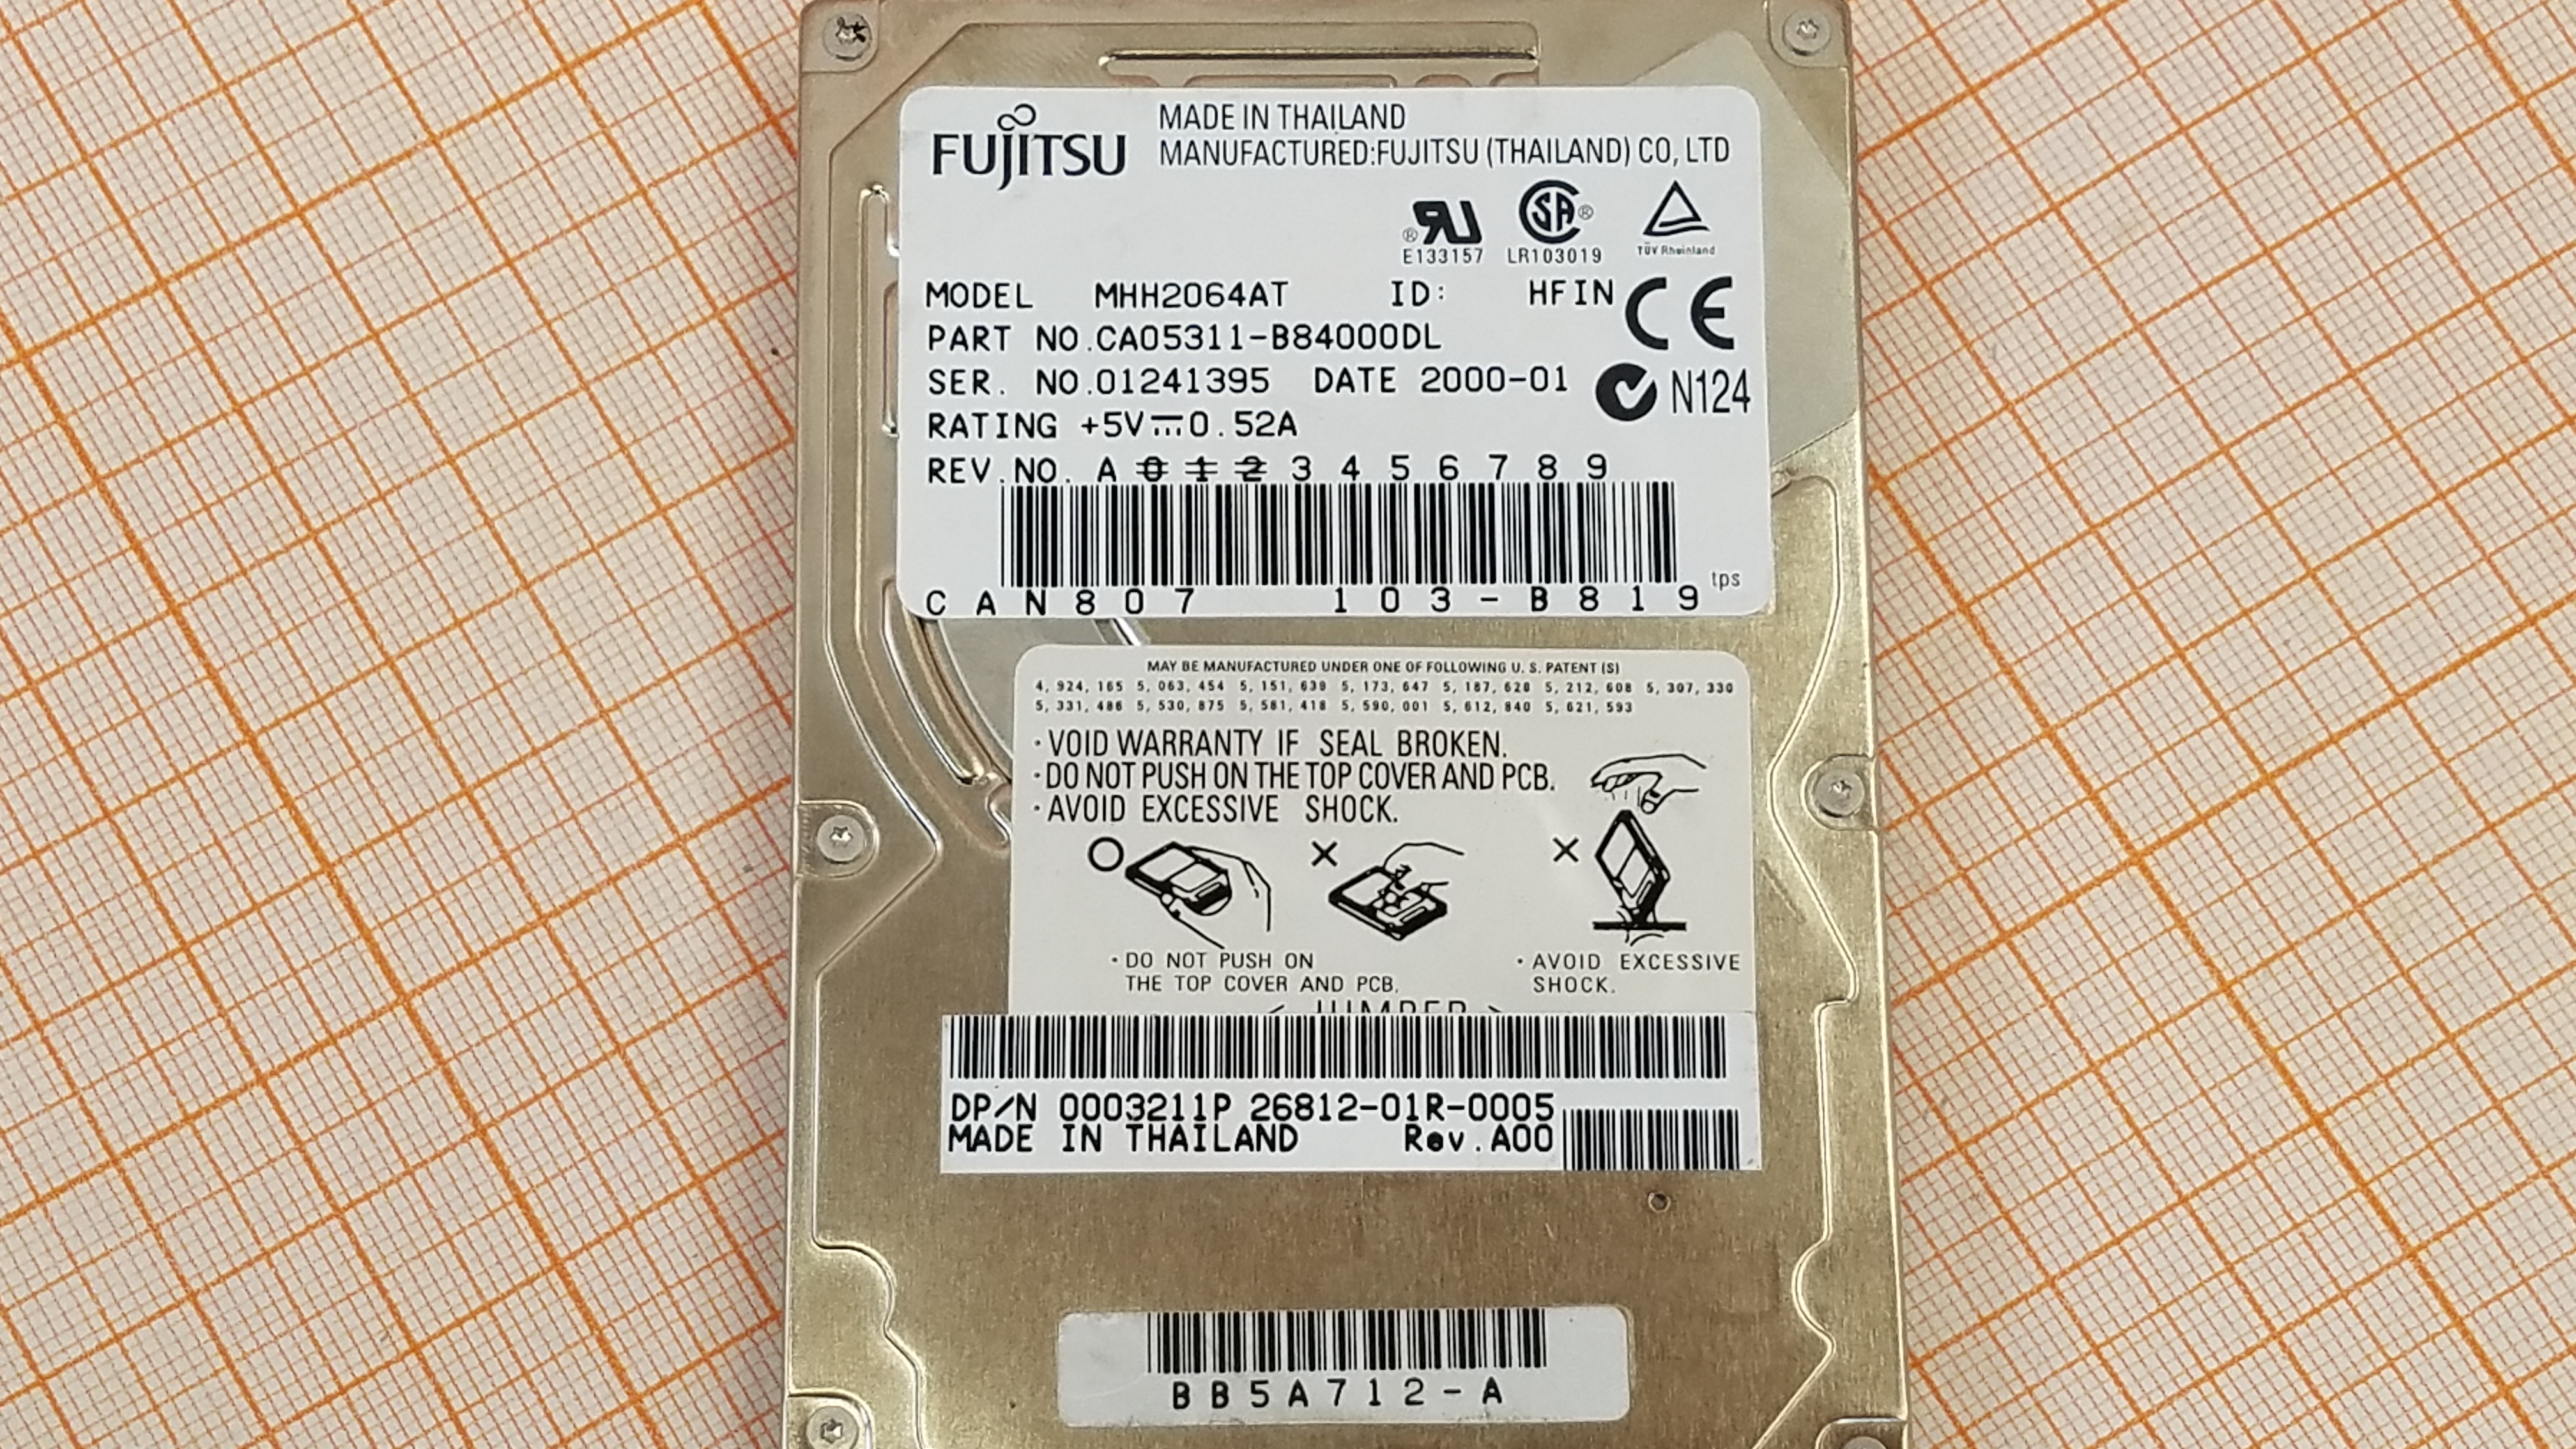 FUJITSU
MADE IN THAILAND
MANUFACTURED:FUJITSU (THAILAND) CO, LTD
E133157 LR103019 TÜV Rheinland
MODEL MHH2064AT ID: HFIN CE
PART NO.CA05311-B84000DL
SER. NO.01241395 DATE 2000-01 N124
RATING +5V⎓0.52A
REV.NO. A 0 1 2 3 4 5 6 7 8 9
tps
CAN807 103-B819
MAY BE MANUFACTURED UNDER ONE OF FOLLOWING U. S. PATENT (S)
4, 924, 165 5, 063, 454 5, 151, 639 5, 173, 647 5, 187, 620 5, 212, 608 5, 307, 330
5, 331, 486 5, 530, 875 5, 581, 418 5, 590, 001 5, 612, 840 5, 621, 593
· VOID WARRANTY IF SEAL BROKEN.
· DO NOT PUSH ON THE TOP COVER AND PCB.
· AVOID EXCESSIVE SHOCK.
· DO NOT PUSH ON
THE TOP COVER AND PCB.
· AVOID EXCESSIVE
SHOCK.
< JUMPER >
DP/N 0003211P 26812-01R-0005
MADE IN THAILAND Rev.A00
BB5A712-A